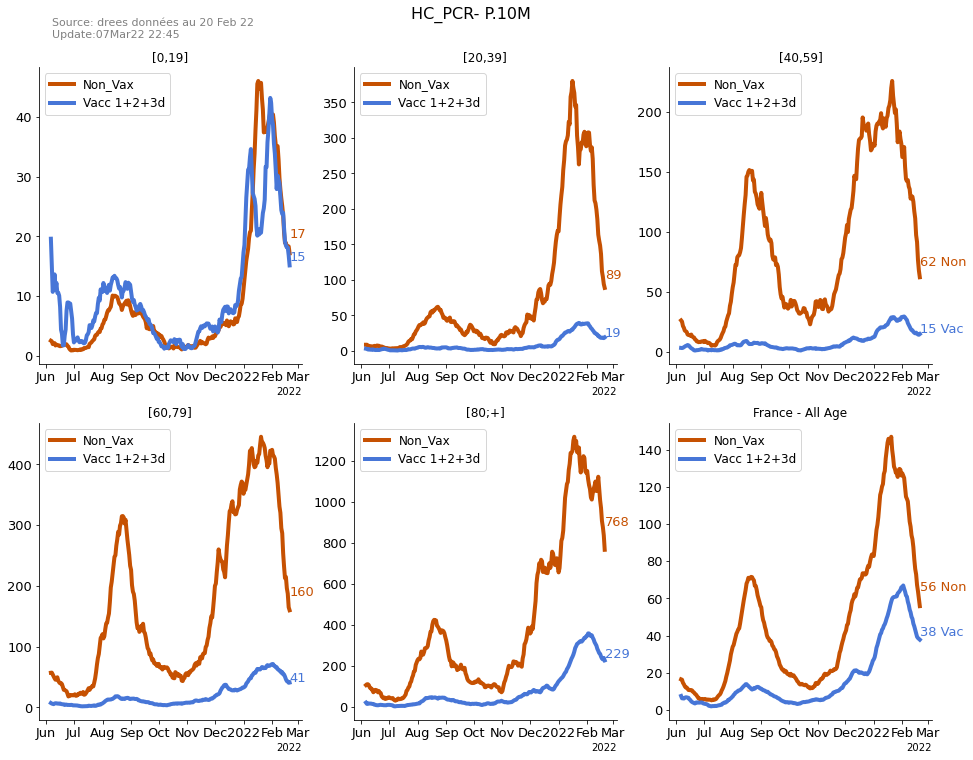 HC_PCR- P.10M
Source: drees données au 20 Feb 22
Update:07Mar22 22:45
[0,19]
Non_Vax
Vacc 1+2+3d
40
30
20
10
0
17
15
Jun Jul Aug Sep Oct Nov Dec2022 Feb Mar
2022
[20,39]
Non_Vax
Vacc 1+2+3d
350
300
250
200
150
100
50
0
89
19
Jun Jul Aug Sep Oct Nov Dec2022 Feb Mar
2022
[40,59]
Non_Vax
Vacc 1+2+3d
200
150
100
50
0
62 Non
15 Vac
Jun Jul Aug Sep Oct Nov Dec2022 Feb Mar
2022
[60,79]
Non_Vax
Vacc 1+2+3d
400
300
200
100
0
160
41
Jun Jul Aug Sep Oct Nov Dec2022 Feb Mar
2022
[80;+]
Non_Vax
Vacc 1+2+3d
1200
1000
800
600
400
200
0
768
229
Jun Jul Aug Sep Oct Nov Dec2022 Feb Mar
2022
France - All Age
Non_Vax
Vacc 1+2+3d
140
120
100
80
60
40
20
0
56 Non
38 Vac
Jun Jul Aug Sep Oct Nov Dec2022 Feb Mar
2022